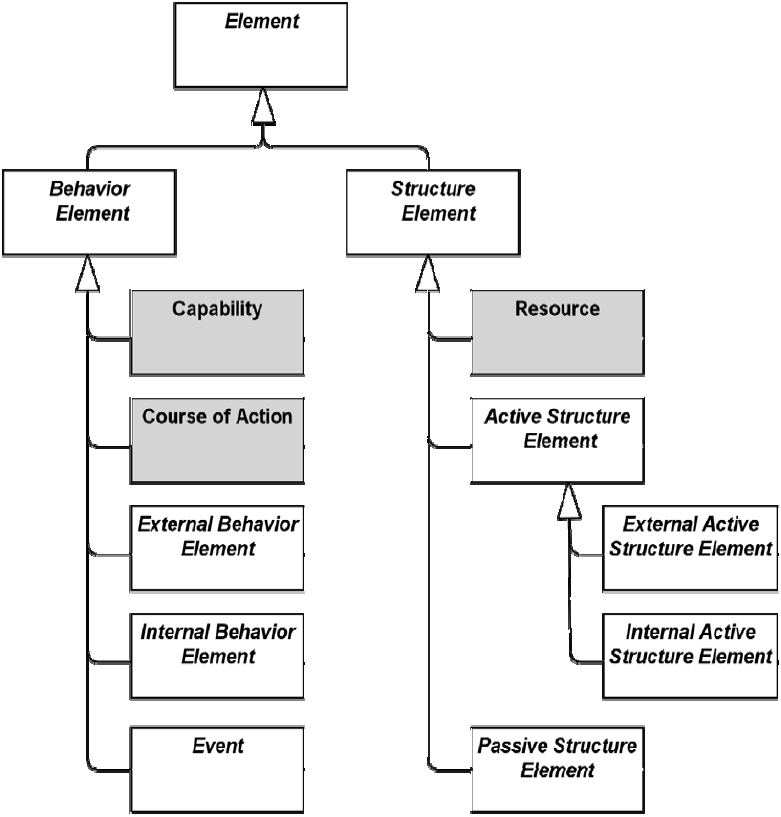 Element
Behavior
Element
Structure
Element
Capability
Resource
Course of Action
Active Structure
Element
External Behavior
Element
External Active
Structure Element
Internal Behavior
Element
Internal Active
Structure Element
Event
Passive Structure
Element